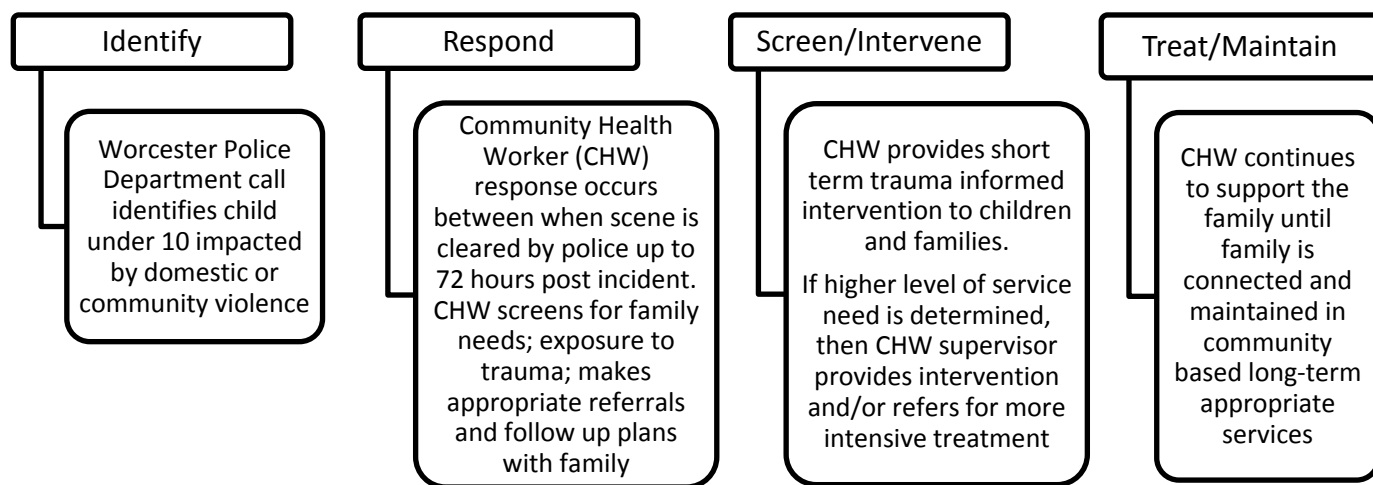 Identify
Worcester Police
Department call
identifies child
under 10 impacted
by domestic or
community violence
Respond
Community Health
Worker (CHW)
response occurs
between when scene is
cleared by police up to
72 hours post incident.
CHW screens for family
needs; exposure to
trauma; makes
appropriate referrals
and follow up plans
with family
Screen/Intervene
CHW provides short
term trauma informed
intervention to children
and families.
If higher level of service
need is determined,
then CHW supervisor
provides intervention
and/or refers for more
intensive treatment
Treat/Maintain
CHW continues
to support the
family until
family is
connected and
maintained in
community
based long-term
appropriate
services